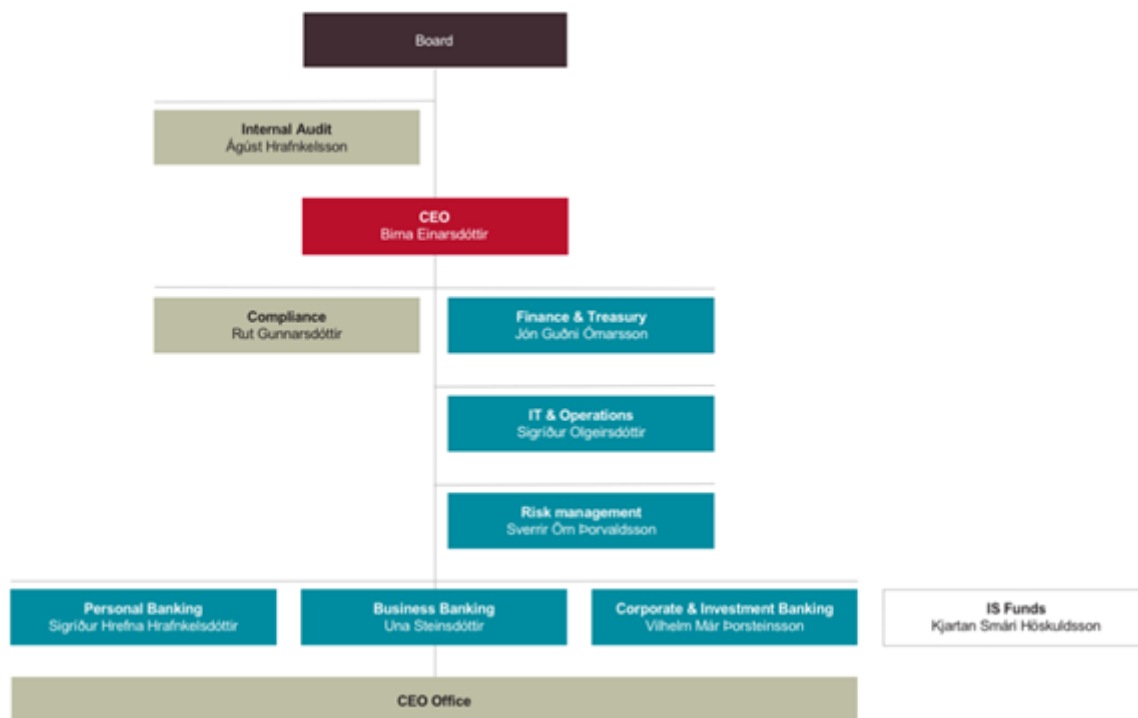 Board
Internal Audit
Ágúst Hrafnkelsson
CEO
Birna Einarsdóttir
Compliance
Rut Gunnarsdóttir
Finance & Treasury
Jón Guðni Ómarsson
IT & Operations
Sigríður Olgeirsdóttir
Risk management
Sverrir Örn Þorvaldsson
Personal Banking
Sigríður Hrefna Hrafnkelsdóttir
Business Banking
Una Steinsdóttir
Corporate & Investment Banking
Vilhelm Már Þorsteinsson
IS Funds
Kjartan Smári Höskuldsson
CEO Office